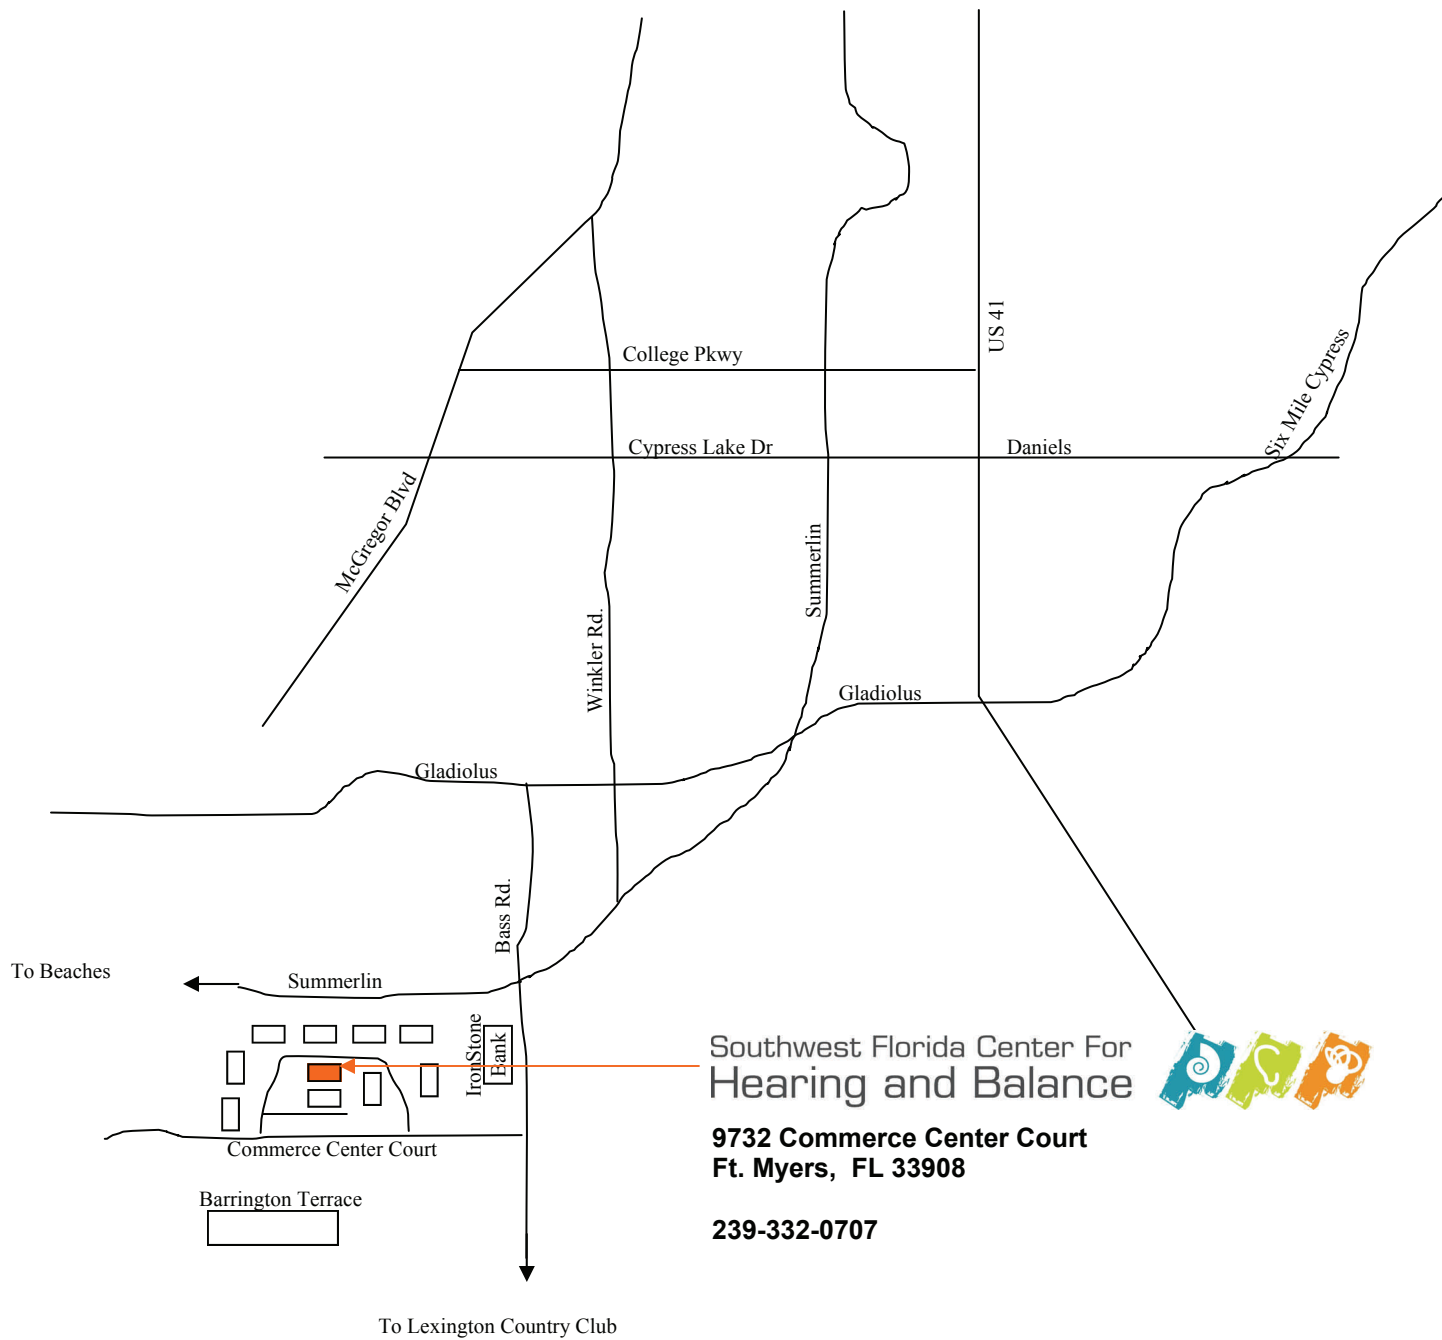 US 41
College Pkwy
Six Mile Cypress
Cypress Lake Dr
Daniels
McGregor Blvd
Summerlin
Winkler Rd.
Gladiolus
Gladiolus
Bass Rd.
To Beaches
Summerlin
IronStone
Bank
Southwest Florida Center For
Hearing and Balance
9732 Commerce Center Court
Ft. Myers, FL 33908
239-332-0707
Commerce Center Court
Barrington Terrace
To Lexington Country Club